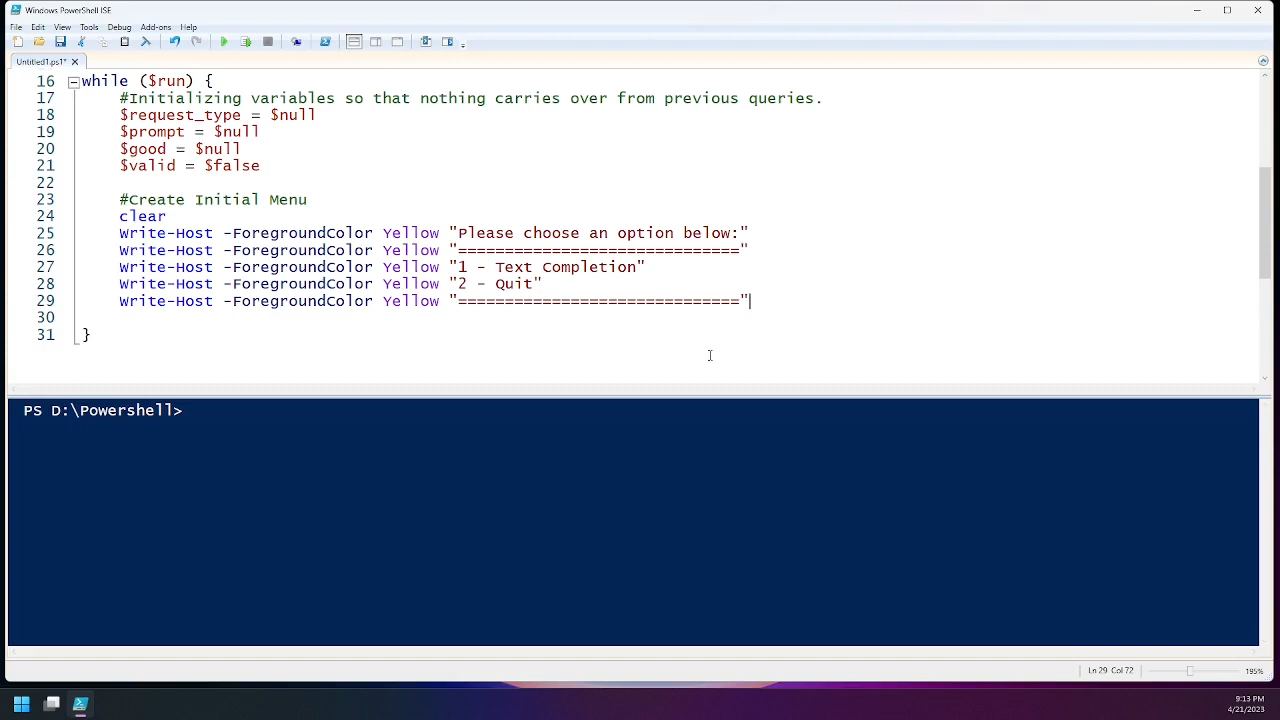 Windows PowerShell ISE
File Edit View Tools Debug Add-ons Help
Untitled1.ps1*
16 while ($run) {
17 #Initializing variables so that nothing carries over from previous queries.
18 $request_type = $null
19 $prompt = $null
20 $good = $null
21 $valid = $false
22
23 #Create Initial Menu
24 clear
25 Write-Host -ForegroundColor Yellow "Please choose an option below:"
26 Write-Host -ForegroundColor Yellow "=============================="
27 Write-Host -ForegroundColor Yellow "1 - Text Completion"
28 Write-Host -ForegroundColor Yellow "2 - Quit"
29 Write-Host -ForegroundColor Yellow "=============================="
30
31 }
PS D:\Powershell>
Ln 29 Col 72
195%
9:13 PM
4/21/2023